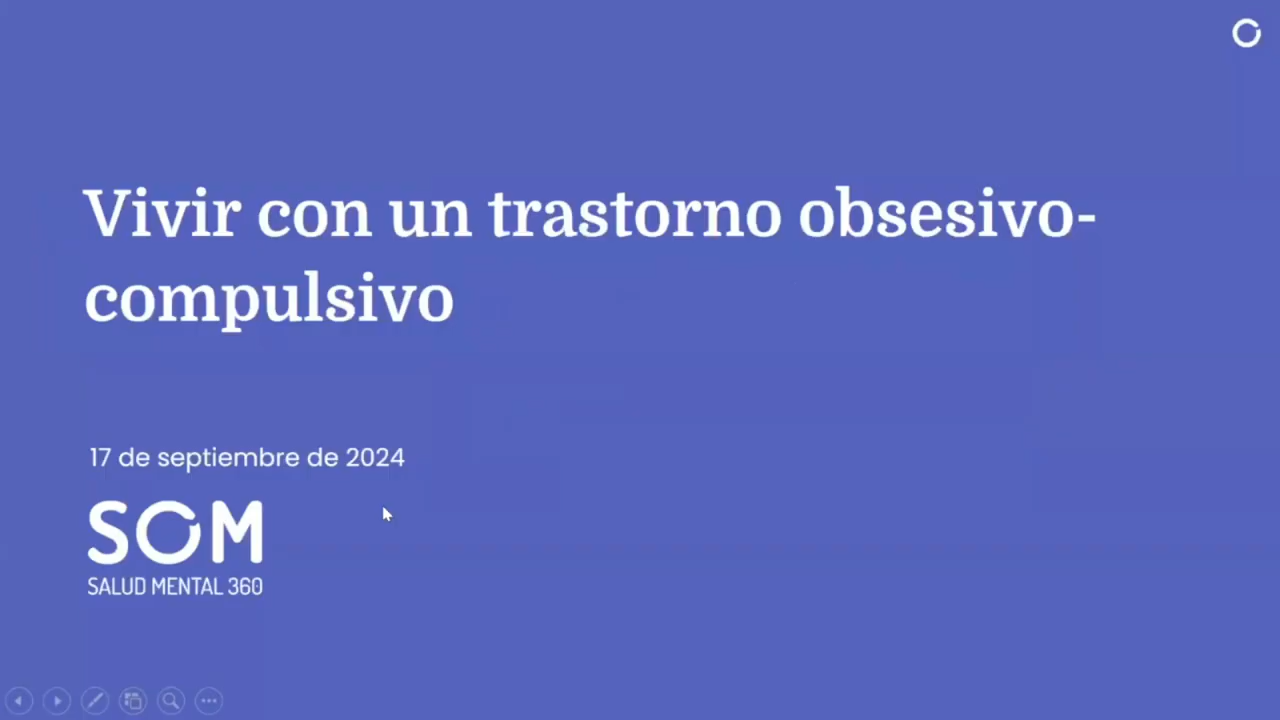 Vivir con un trastorno obsesivo-
compulsivo
17 de septiembre de 2024
SOM
SALUD MENTAL 360